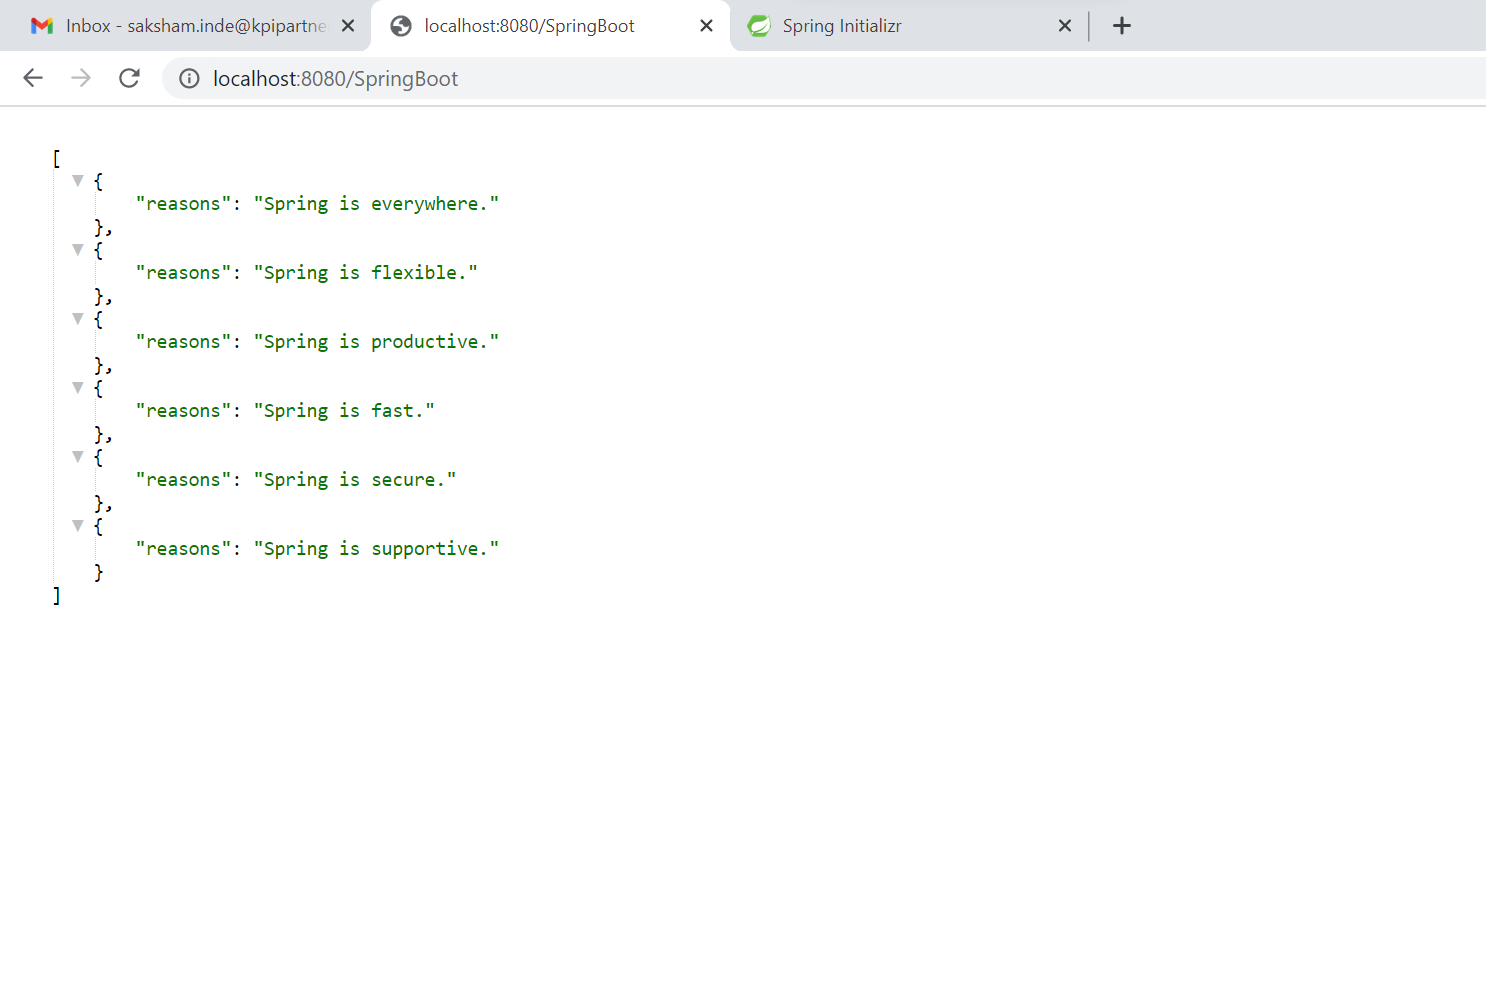 Inbox - saksham.inde@kpipartne
localhost:8080/SpringBoot
Spring Initializr
localhost:8080/SpringBoot
[
{
"reasons": "Spring is everywhere."
},
{
"reasons": "Spring is flexible."
},
{
"reasons": "Spring is productive."
},
{
"reasons": "Spring is fast."
},
{
"reasons": "Spring is secure."
},
{
"reasons": "Spring is supportive."
}
]